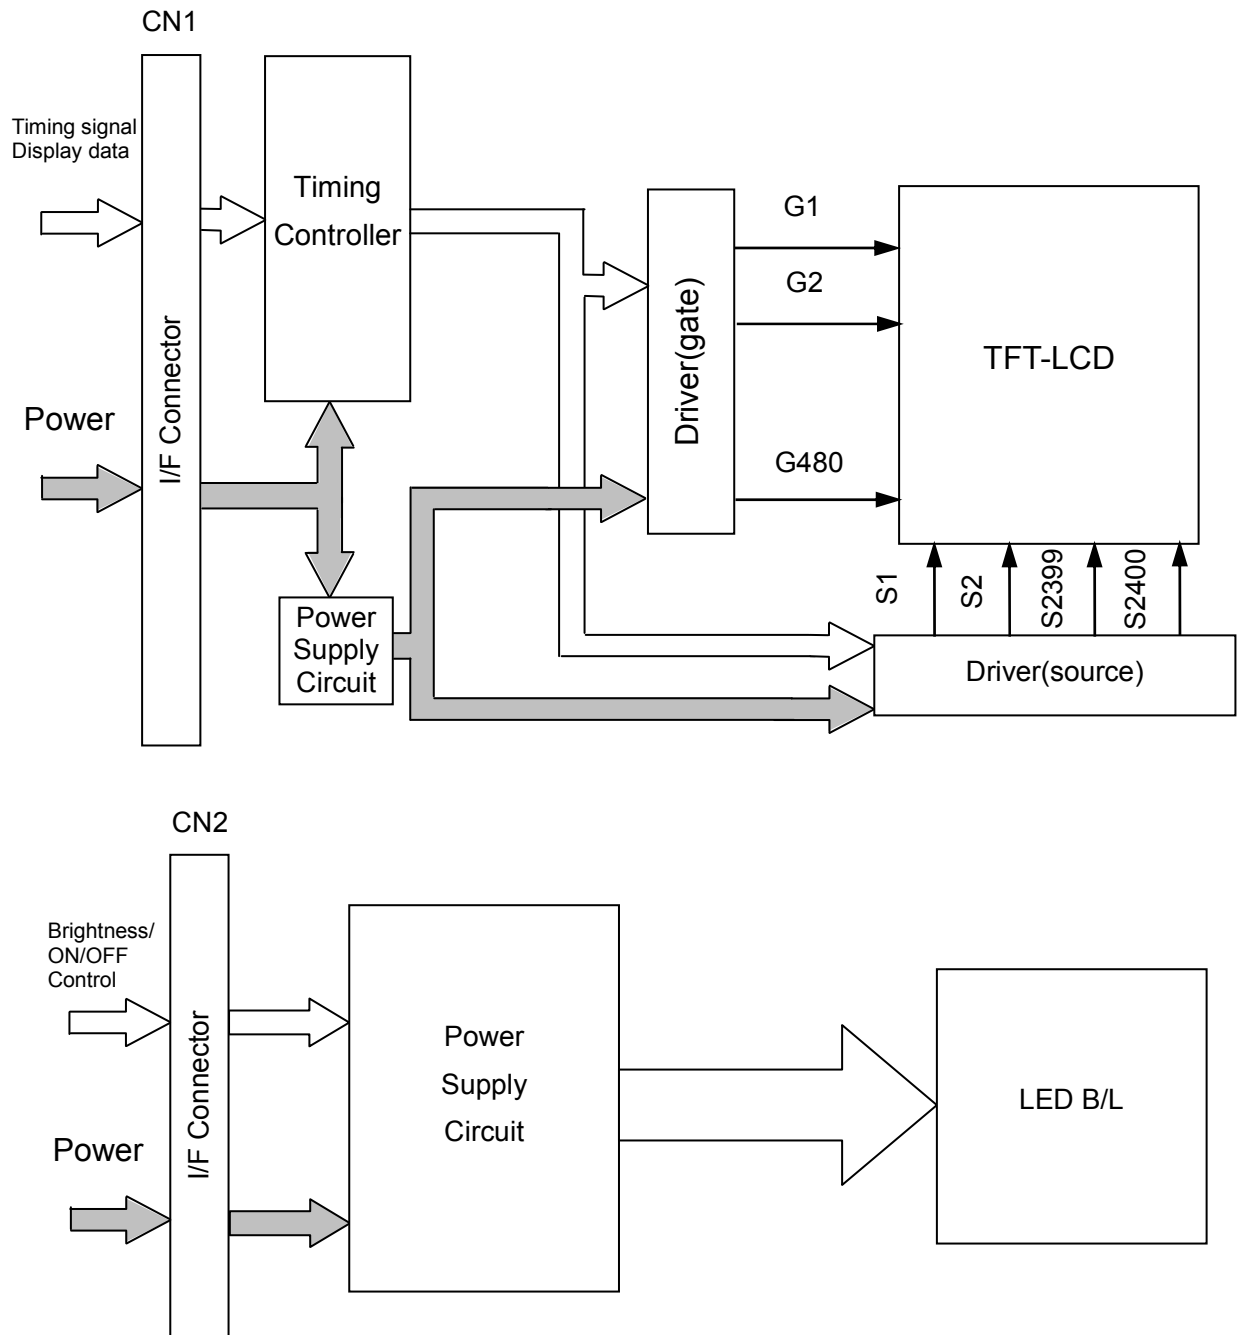 CN1
Timing signal
Display data
Power
I/F Connector
Timing
Controller
Power
Supply
Circuit
Driver(gate)
G1
G2
G480
TFT-LCD
S1
S2
S2399
S2400
Driver(source)
CN2
Brightness/
ON/OFF
Control
Power
I/F Connector
Power
Supply
Circuit
LED B/L